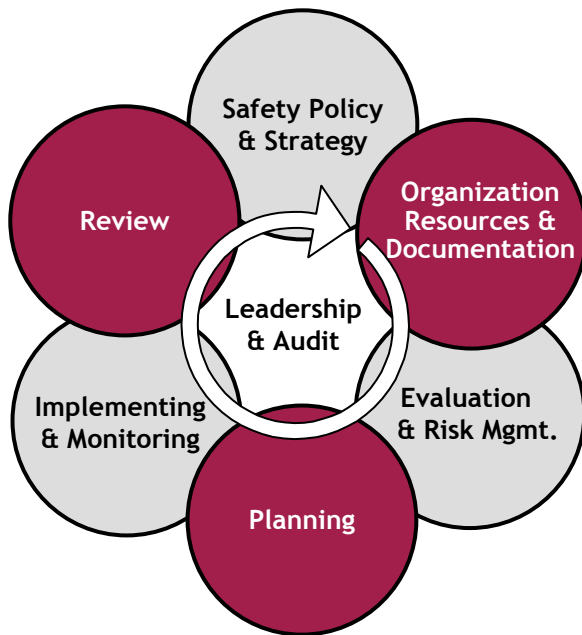 Safety Policy
& Strategy
Organization
Resources &
Documentation
Review
Leadership
& Audit
Implementing
& Monitoring
Evaluation
& Risk Mgmt.
Planning